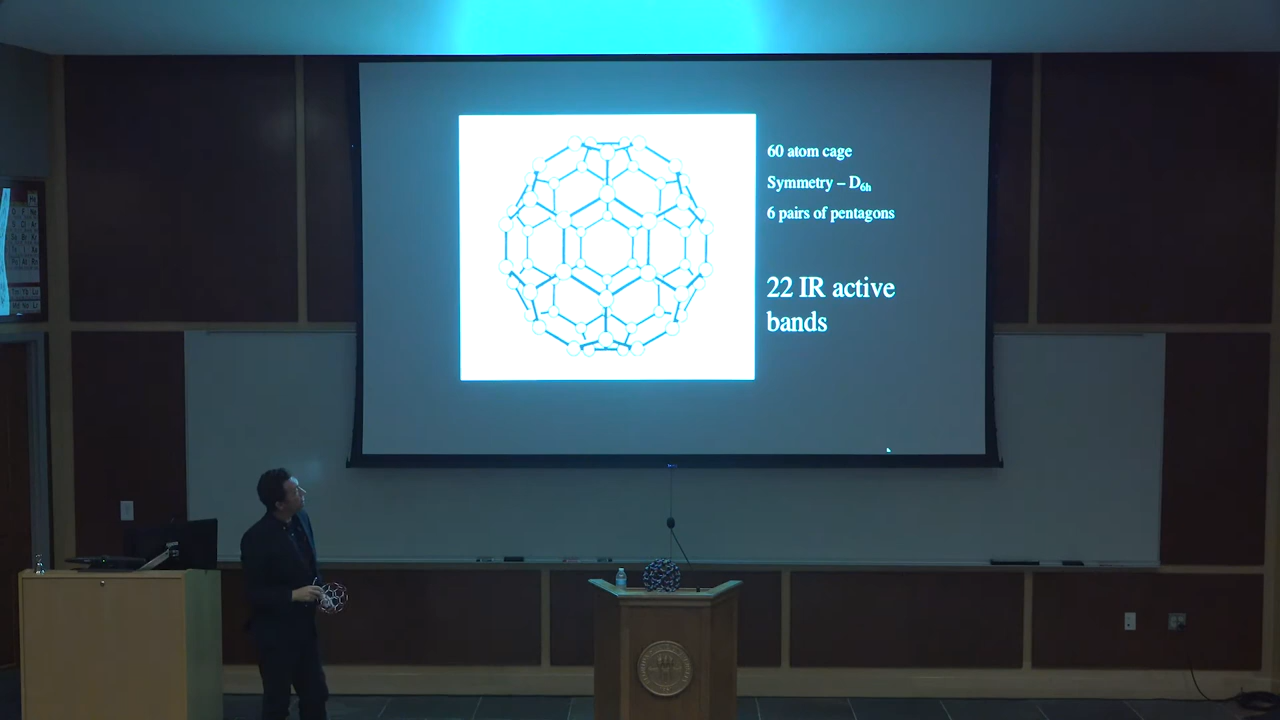 60 atom cage
Symmetry – D6h
6 pairs of pentagons
22 IR active
bands